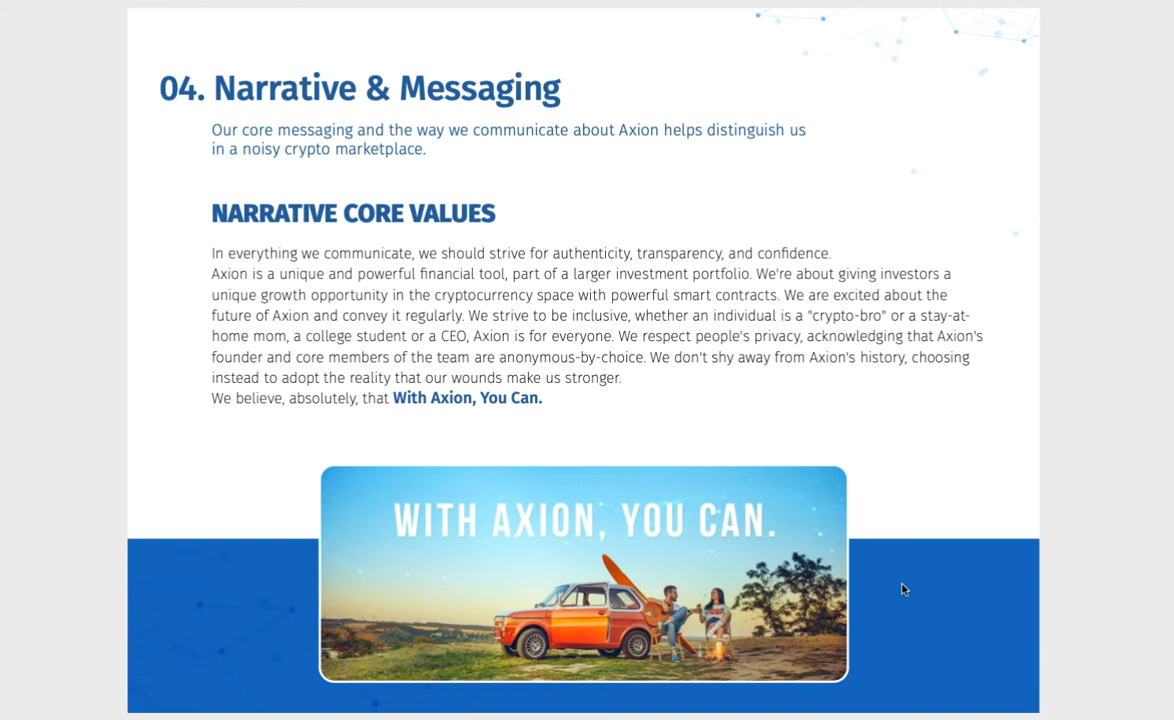 04. Narrative & Messaging
Our core messaging and the way we communicate about Axion helps distinguish us
in a noisy crypto marketplace.
NARRATIVE CORE VALUES
In everything we communicate, we should strive for authenticity, transparency, and confidence.
Axion is a unique and powerful financial tool, part of a larger investment portfolio. We're about giving investors a
unique growth opportunity in the cryptocurrency space with powerful smart contracts. We are excited about the
future of Axion and convey it regularly. We strive to be inclusive, whether an individual is a "crypto-bro" or a stay-at-
home mom, a college student or a CEO, Axion is for everyone. We respect people's privacy, acknowledging that Axion's
founder and core members of the team are anonymous-by-choice. We don't shy away from Axion's history, choosing
instead to adopt the reality that our wounds make us stronger.
We believe, absolutely, that With Axion, You Can.
WITH AXION, YOU CAN.